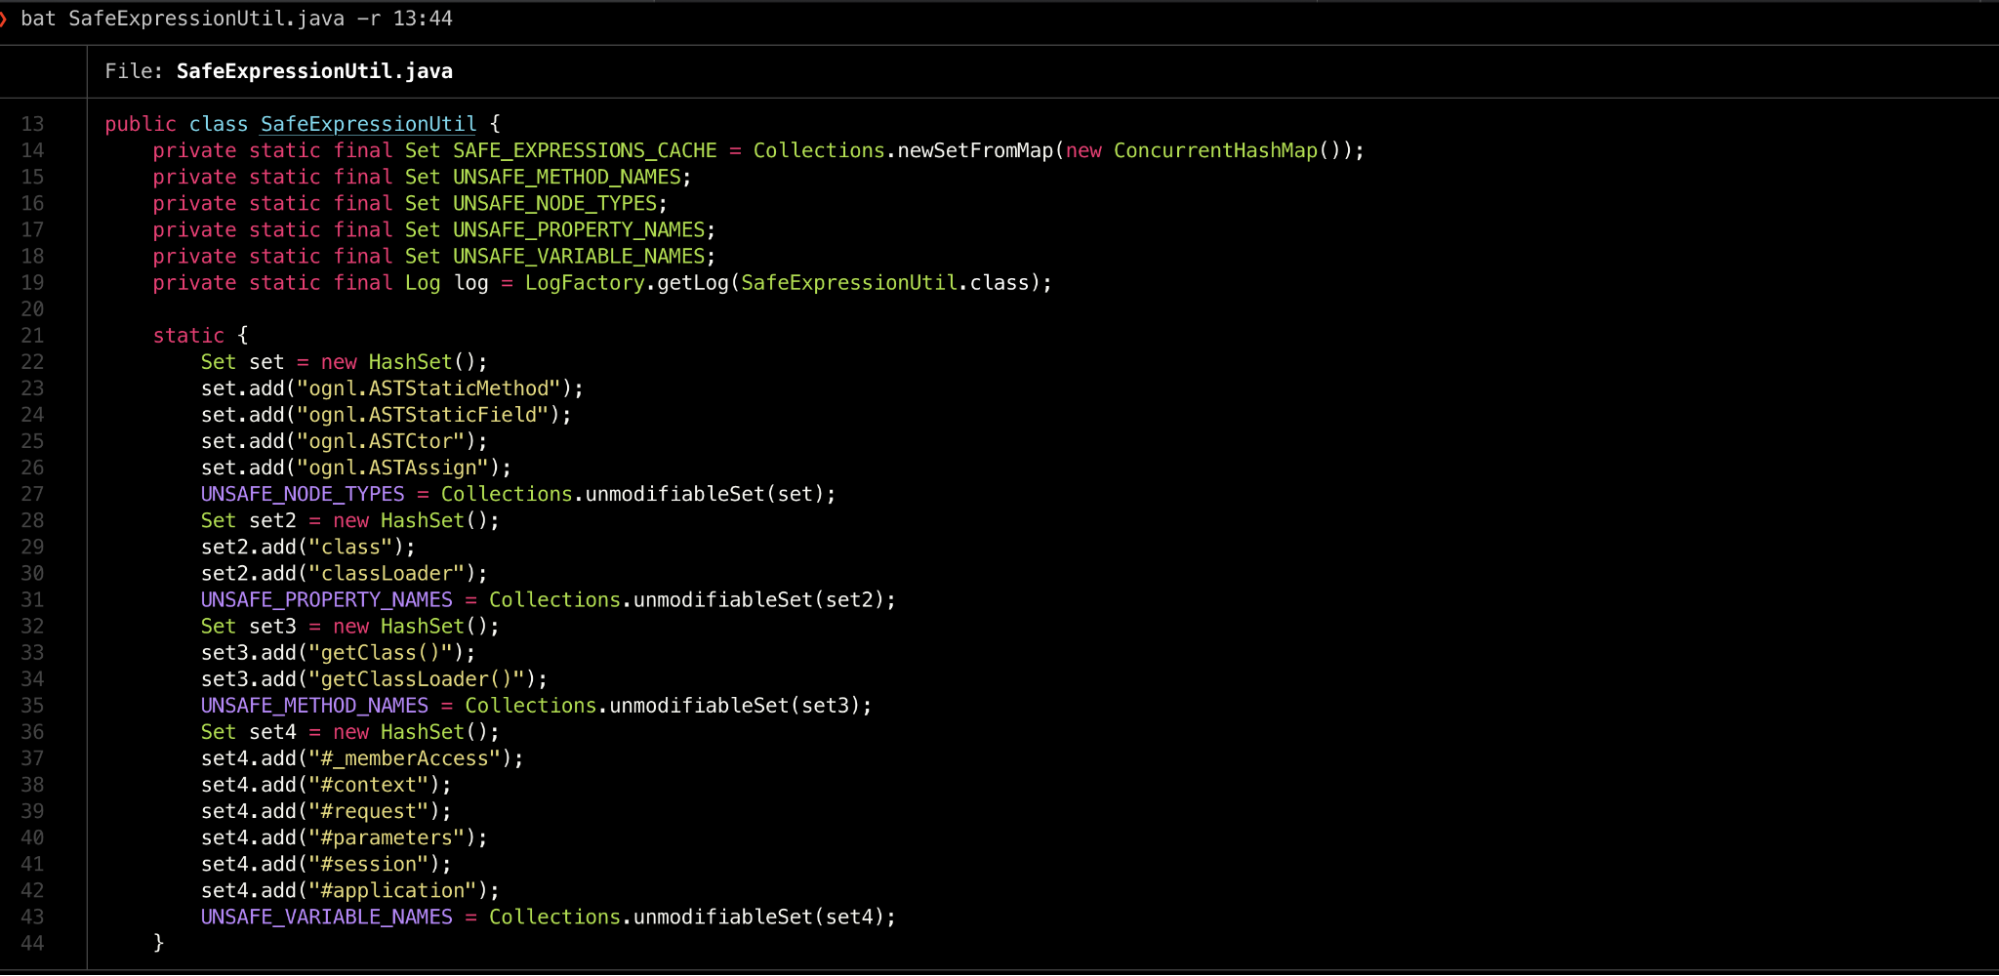 ❯ bat SafeExpressionUtil.java -r 13:44
File: SafeExpressionUtil.java
13 public class SafeExpressionUtil {
14     private static final Set SAFE_EXPRESSIONS_CACHE = Collections.newSetFromMap(new ConcurrentHashMap());
15     private static final Set UNSAFE_METHOD_NAMES;
16     private static final Set UNSAFE_NODE_TYPES;
17     private static final Set UNSAFE_PROPERTY_NAMES;
18     private static final Set UNSAFE_VARIABLE_NAMES;
19     private static final Log log = LogFactory.getLog(SafeExpressionUtil.class);
20
21     static {
22         Set set = new HashSet();
23         set.add("ognl.ASTStaticMethod");
24         set.add("ognl.ASTStaticField");
25         set.add("ognl.ASTCtor");
26         set.add("ognl.ASTAssign");
27         UNSAFE_NODE_TYPES = Collections.unmodifiableSet(set);
28         Set set2 = new HashSet();
29         set2.add("class");
30         set2.add("classLoader");
31         UNSAFE_PROPERTY_NAMES = Collections.unmodifiableSet(set2);
32         Set set3 = new HashSet();
33         set3.add("getClass()");
34         set3.add("getClassLoader()");
35         UNSAFE_METHOD_NAMES = Collections.unmodifiableSet(set3);
36         Set set4 = new HashSet();
37         set4.add("#_memberAccess");
38         set4.add("#context");
39         set4.add("#request");
40         set4.add("#parameters");
41         set4.add("#session");
42         set4.add("#application");
43         UNSAFE_VARIABLE_NAMES = Collections.unmodifiableSet(set4);
44     }